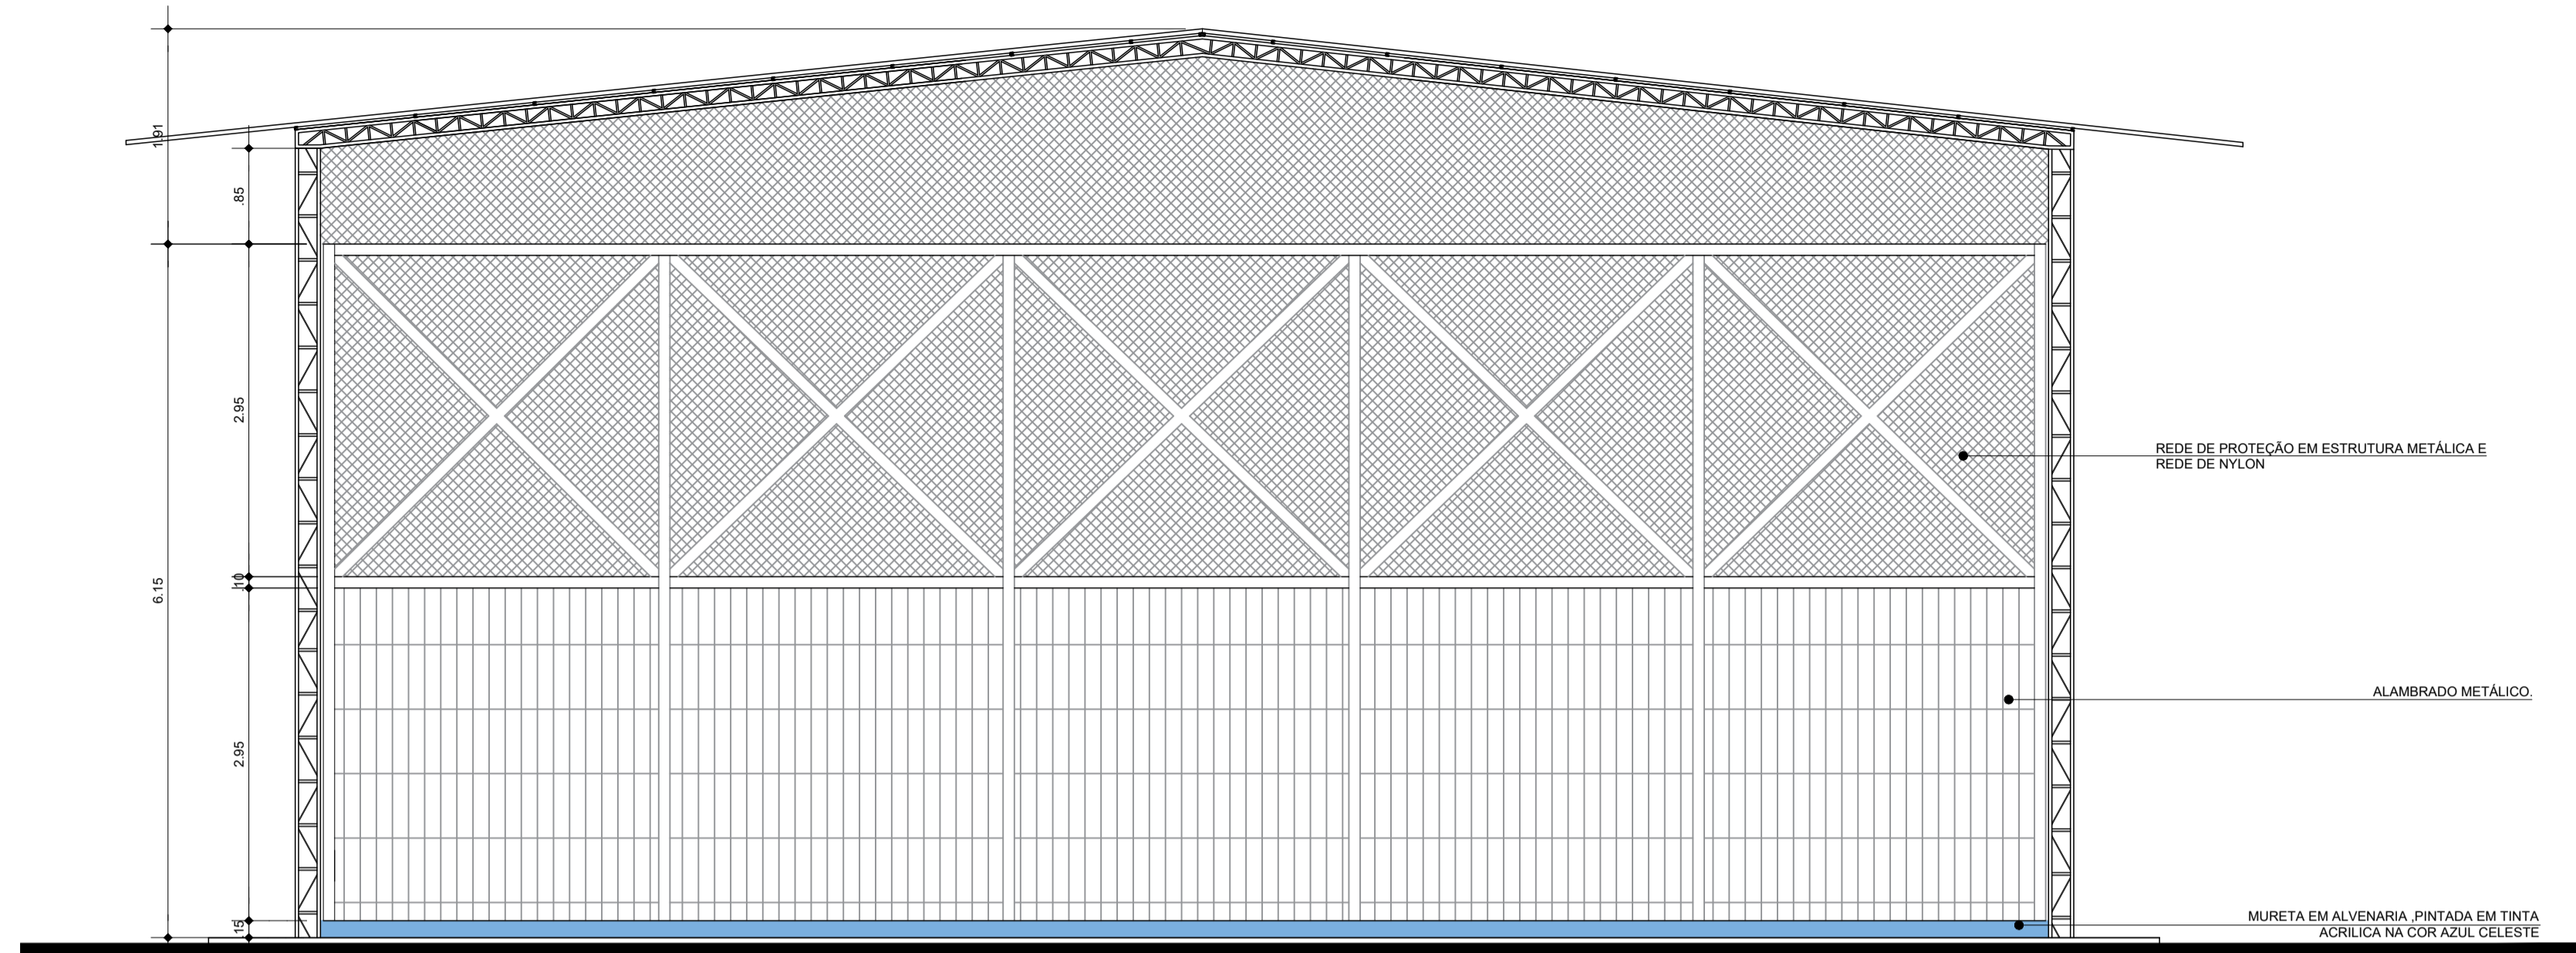 1.91
.85
2.95
.10
6.15
2.95
.15
REDE DE PROTEÇÃO EM ESTRUTURA METÁLICA E
REDE DE NYLON
ALAMBRADO METÁLICO.
MURETA EM ALVENARIA ,PINTADA EM TINTA
ACRILICA NA COR AZUL CELESTE